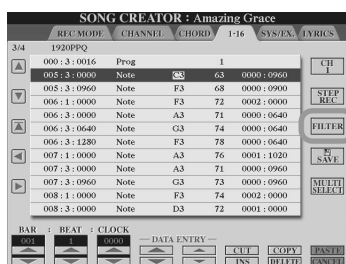 SONG CREATOR : Amazing Grace
REC MODE CHANNEL CHORD 1-16 SYS/EX. LYRICS
3/4 1920PPQ
000 : 3 : 0016 Prog 1
005 : 3 : 0000 Note G3 63 0000 : 0960
005 : 3 : 0960 Note F3 68 0000 : 0900
006 : 1 : 0000 Note F3 72 0002 : 0000
006 : 3 : 0000 Note A3 71 0000 : 0640
006 : 3 : 0640 Note G3 74 0000 : 0640
006 : 3 : 1280 Note F3 78 0000 : 0640
007 : 1 : 0000 Note A3 76 0001 : 1020
007 : 3 : 0000 Note A3 71 0000 : 0960
007 : 3 : 0960 Note G3 73 0000 : 0960
008 : 1 : 0000 Note F3 74 0002 : 0000
008 : 3 : 0000 Note D3 72 0001 : 0000
CH
1
STEP
REC
FILTER
SAVE
MULTI
SELECT
BAR : BEAT : CLOCK
001 1 0000
DATA ENTRY
CUT COPY PASTE
INS DELETE CANCEL